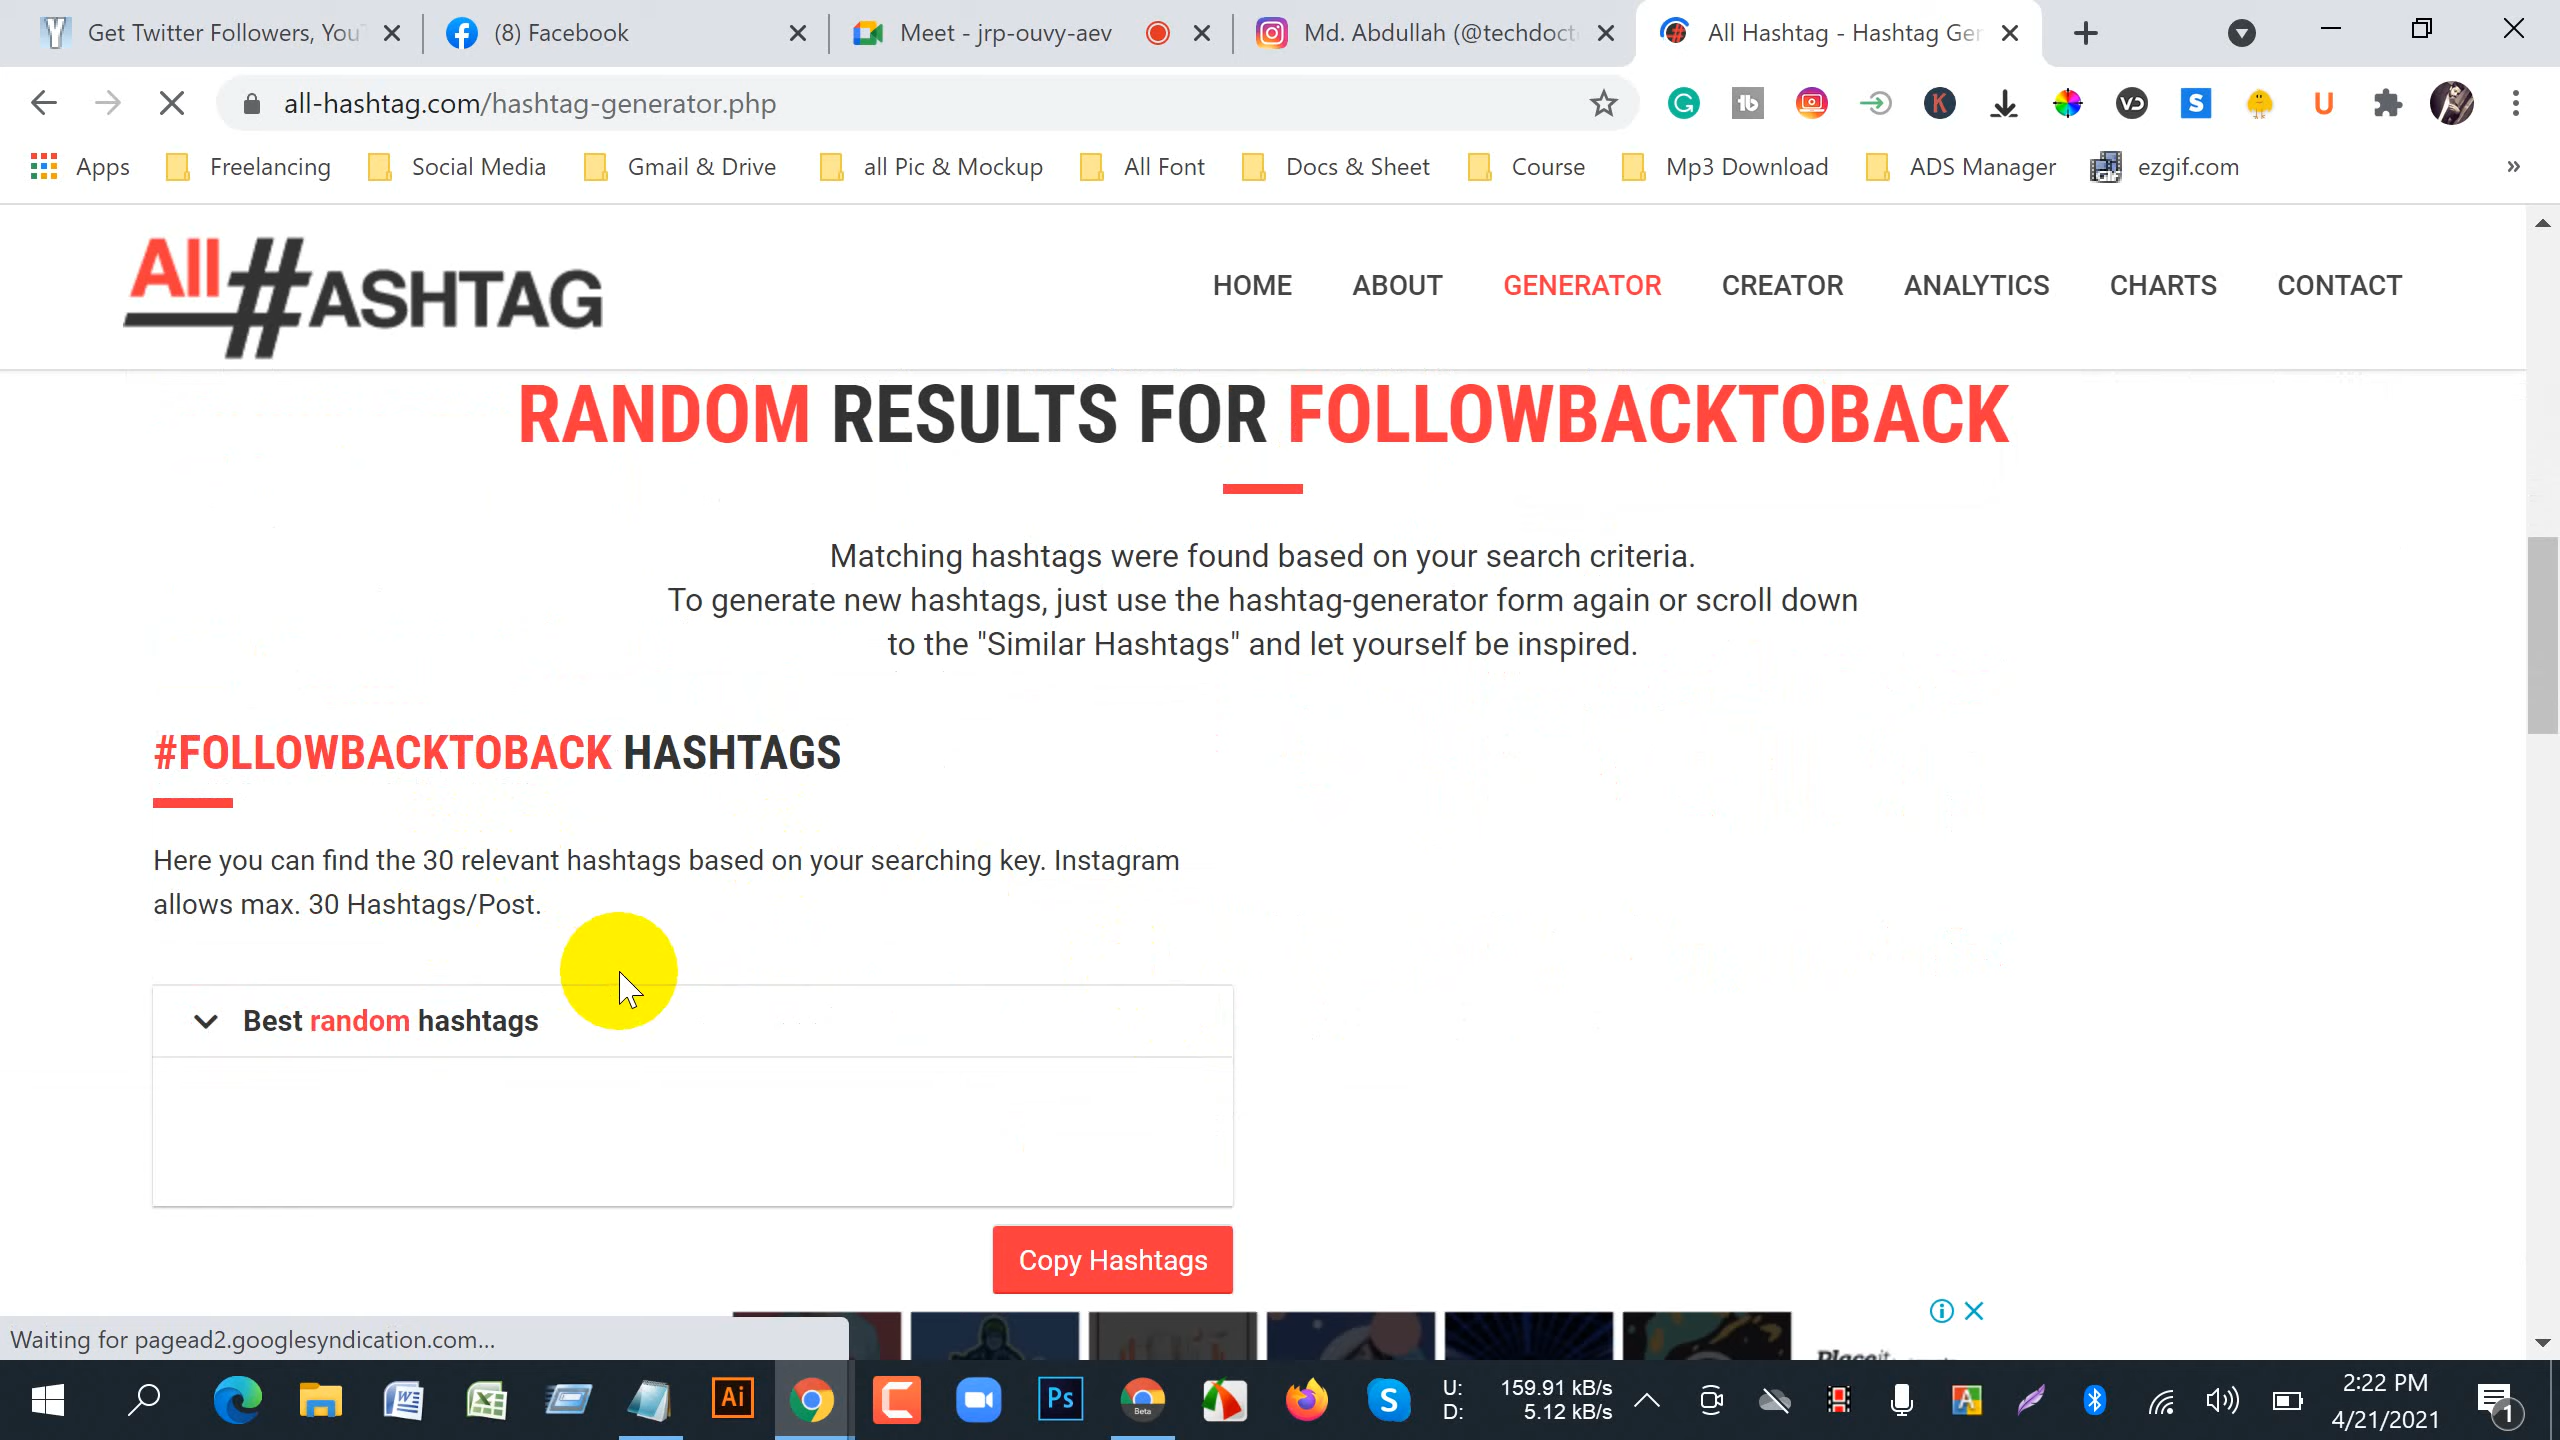 Get Twitter Followers, You
(8) Facebook
Meet - jrp-ouvy-aev
Md. Abdullah (@techdoct
All Hashtag - Hashtag Ger
all-hashtag.com/hashtag-generator.php
Apps
Freelancing
Social Media
Gmail & Drive
all Pic & Mockup
All Font
Docs & Sheet
Course
Mp3 Download
ADS Manager
ezgif.com
All #ASHTAG
HOME
ABOUT
GENERATOR
CREATOR
ANALYTICS
CHARTS
CONTACT
RANDOM RESULTS FOR FOLLOWBACKTOBACK
Matching hashtags were found based on your search criteria.
To generate new hashtags, just use the hashtag-generator form again or scroll down
to the "Similar Hashtags" and let yourself be inspired.
#FOLLOWBACKTOBACK HASHTAGS
Here you can find the 30 relevant hashtags based on your searching key. Instagram
allows max. 30 Hashtags/Post.
Best random hashtags
Copy Hashtags
Placeit
Waiting for pagead2.googlesyndication.com...
Ai
Ps
Beta
U: 159.91 kB/s
D: 5.12 kB/s
2:22 PM
4/21/2021
1